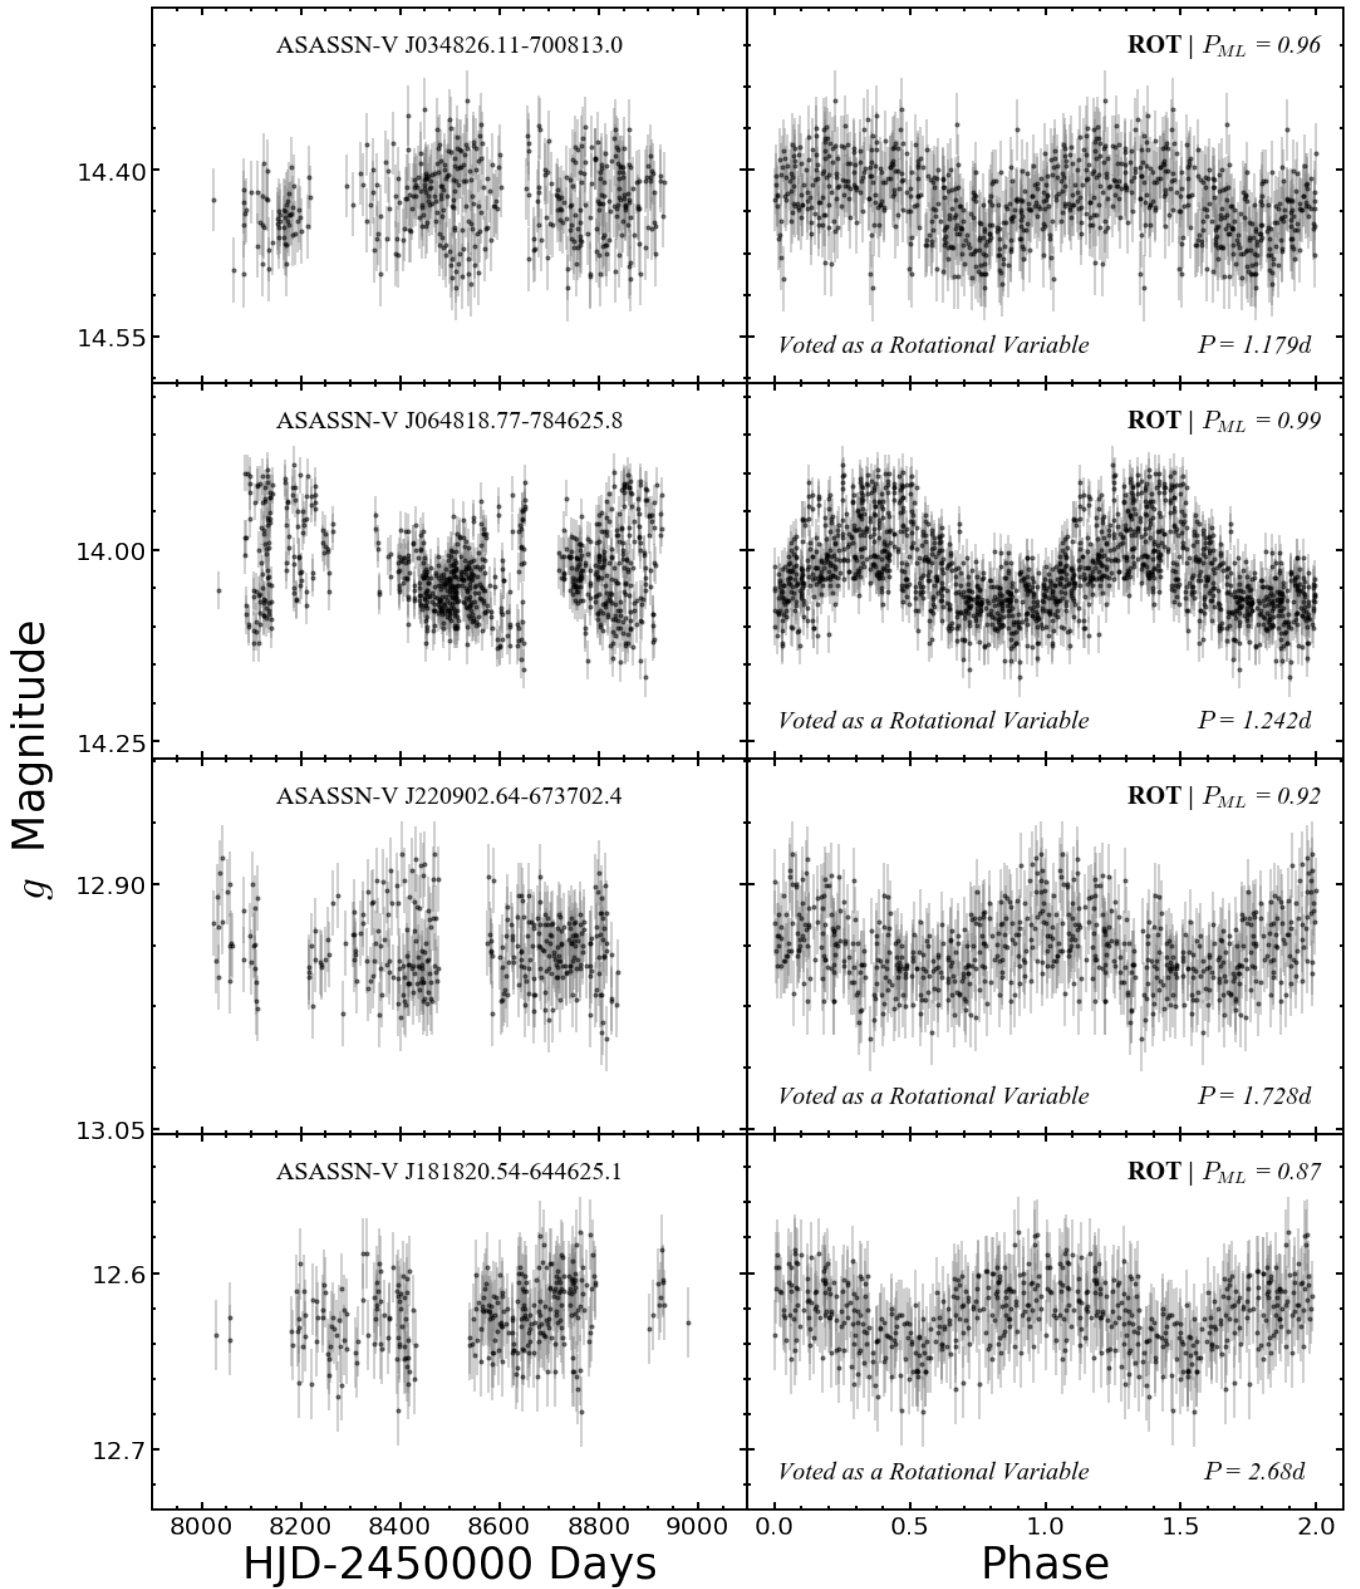 ASASSN-V J034826.11-700813.0
ROT | P_ML = 0.96
14.40
14.55
Voted as a Rotational Variable P = 1.179d
ASASSN-V J064818.77-784625.8
ROT | P_ML = 0.99
14.00
14.25
Voted as a Rotational Variable P = 1.242d
g Magnitude
ASASSN-V J220902.64-673702.4
ROT | P_ML = 0.92
12.90
13.05
Voted as a Rotational Variable P = 1.728d
ASASSN-V J181820.54-644625.1
ROT | P_ML = 0.87
12.6
12.7
Voted as a Rotational Variable P = 2.68d
8000 8200 8400 8600 8800 9000
0.0 0.5 1.0 1.5 2.0
HJD-2450000 Days
Phase